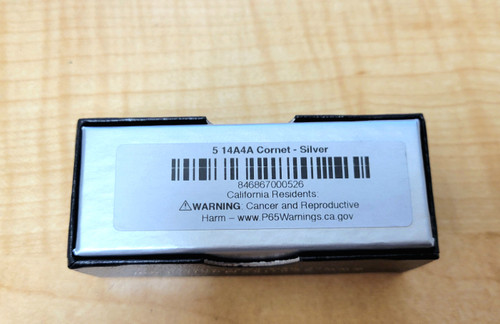 5 14A4A Cornet - Silver
846867000526
California Residents:
⚠WARNING: Cancer and Reproductive
Harm – www.P65Warnings.ca.gov